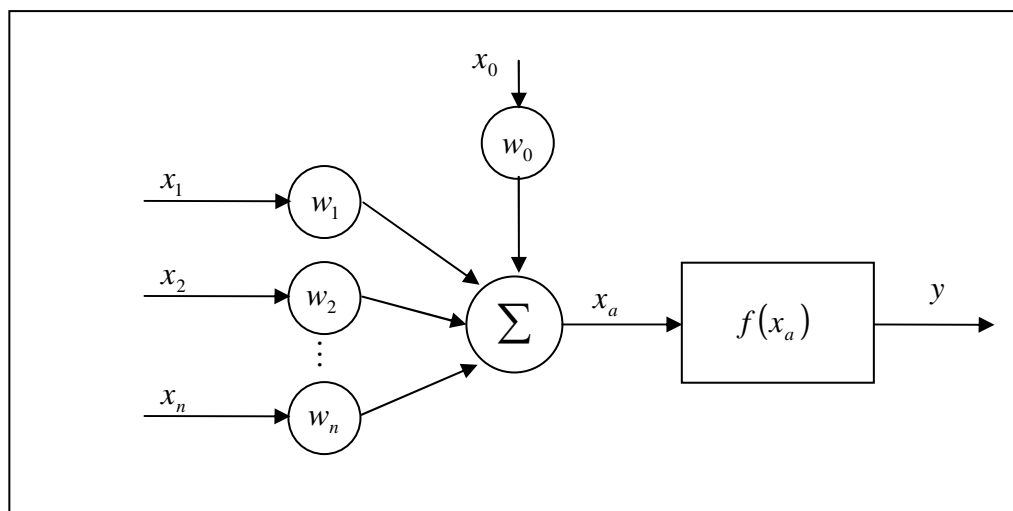 x₀
w₀
x₁
w₁
x₂
w₂
⋮
xₙ
wₙ
Σ
xₐ
f(xₐ)
y